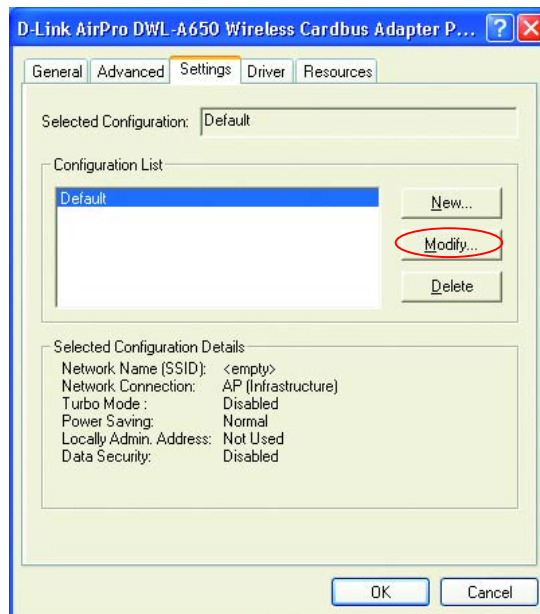 D-Link AirPro DWL-A650 Wireless Cardbus Adapter P...
General Advanced Settings Driver Resources
Selected Configuration: Default
Configuration List
Default
New...
Modify...
Delete
Selected Configuration Details
Network Name (SSID): <empty>
Network Connection: AP (Infrastructure)
Turbo Mode : Disabled
Power Saving: Normal
Locally Admin. Address: Not Used
Data Security: Disabled
OK Cancel